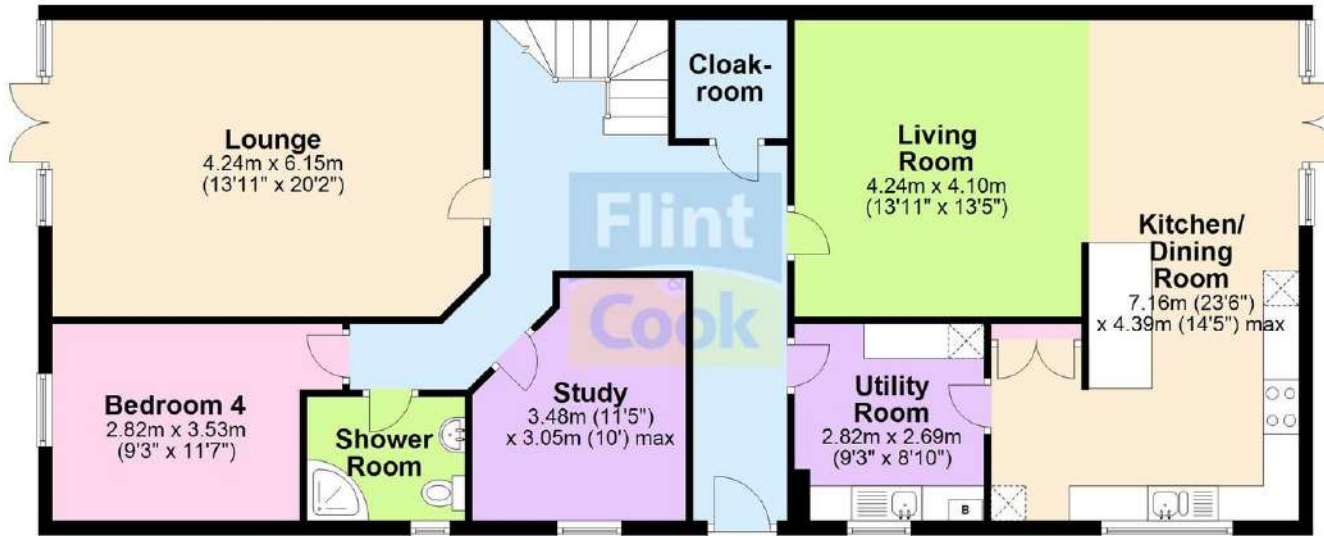 Lounge
4.24m x 6.15m
(13'11" x 20'2")
Cloak-
room
Living
Room
4.24m x 4.10m
(13'11" x 13'5")
Kitchen/
Dining
Room
7.16m (23'6")
x 4.39m (14'5") max
Flint
&
Cook
Bedroom 4
2.82m x 3.53m
(9'3" x 11'7")
Shower
Room
Study
3.48m (11'5")
x 3.05m (10') max
Utility
Room
2.82m x 2.69m
(9'3" x 8'10")
B